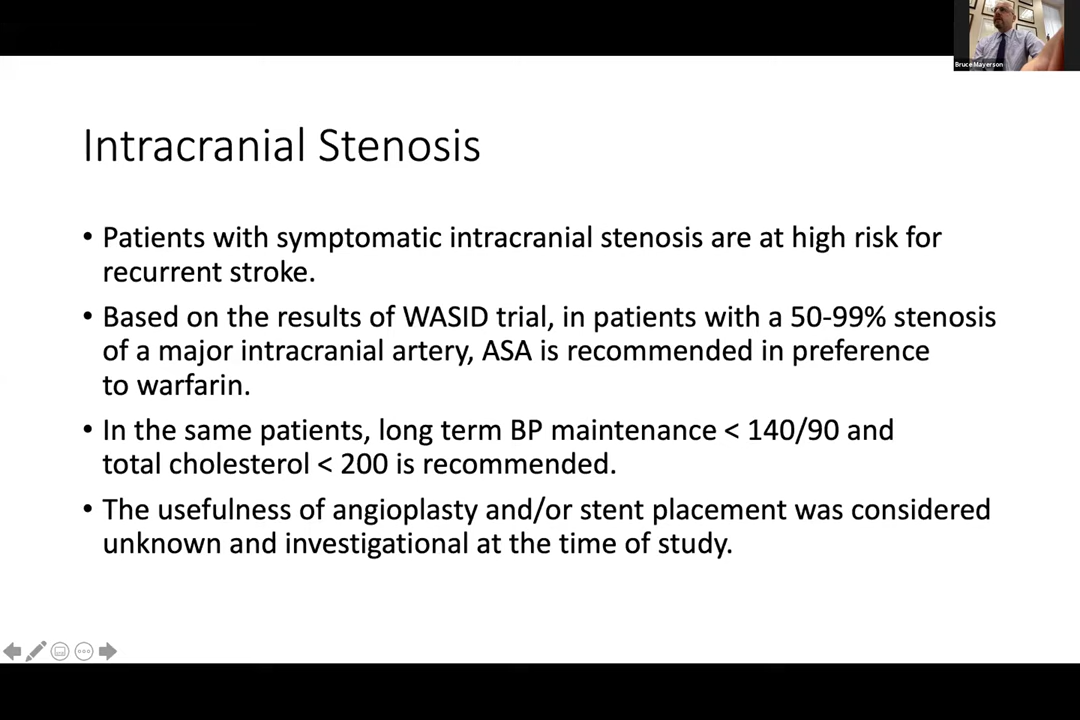 Bruce Mayerson
Intracranial Stenosis
• Patients with symptomatic intracranial stenosis are at high risk for
recurrent stroke.
• Based on the results of WASID trial, in patients with a 50-99% stenosis
of a major intracranial artery, ASA is recommended in preference
to warfarin.
• In the same patients, long term BP maintenance < 140/90 and
total cholesterol < 200 is recommended.
• The usefulness of angioplasty and/or stent placement was considered
unknown and investigational at the time of study.